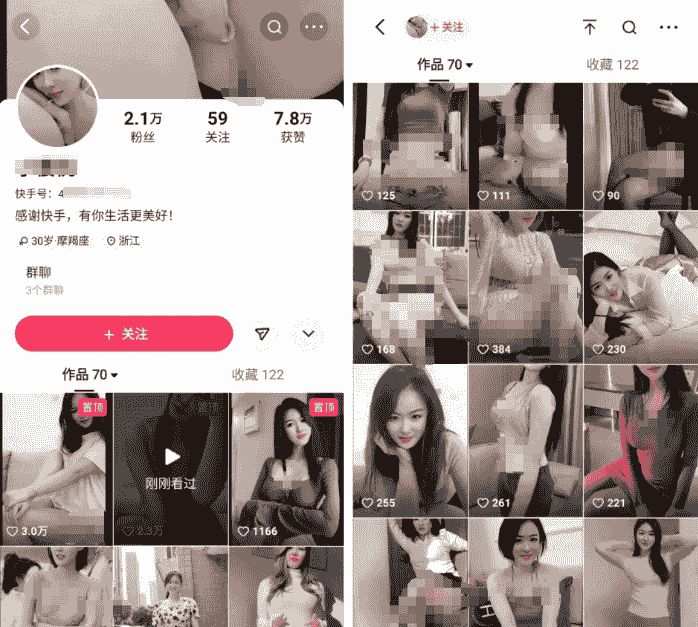 2.1万
59
7.8万
粉丝
关注
获赞
快手号：4
感谢快手，有你生活更美好！
30岁·摩羯座
浙江
群聊
3个群聊
＋ 关注
作品 70
收藏 122
置顶
置顶
置顶
刚刚看过
3.0万
2.3万
1166
＋关注
作品 70
收藏 122
125
111
90
168
384
230
255
261
221